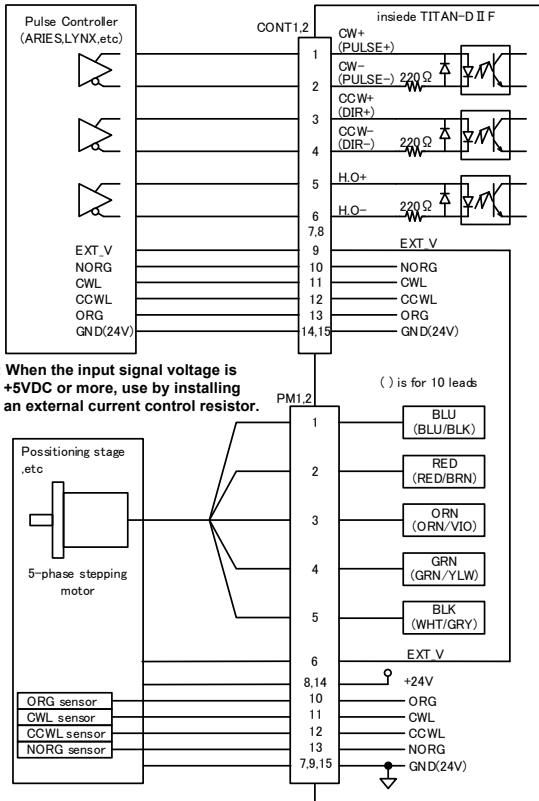 Pulse Controller
(ARIES,LYNX,etc)
CONT1,2
insiede TITAN-DⅡF
1
CW+
(PULSE+)
2
CW-
(PULSE-)
220Ω
3
CCW+
(DIR+)
4
CCW-
(DIR-)
220Ω
5
H.O+
6
H.O-
220Ω
7,8
EXT_V
9
EXT_V
NORG
10
NORG
CWL
11
CWL
CCWL
12
CCWL
ORG
13
ORG
GND(24V)
14,15
GND(24V)
When the input signal voltage is
+5VDC or more, use by installing
an external current control resistor.
( ) is for 10 leads
PM1,2
Possitioning stage
,etc
5-phase stepping
motor
1
BLU
(BLU/BLK)
2
RED
(RED/BRN)
3
ORN
(ORN/VIO)
4
GRN
(GRN/YLW)
5
BLK
(WHT/GRY)
6
EXT_V
8,14
+24V
ORG sensor
10
ORG
CWL sensor
11
CWL
CCWL sensor
12
CCWL
NORG sensor
13
NORG
7,9,15
GND(24V)